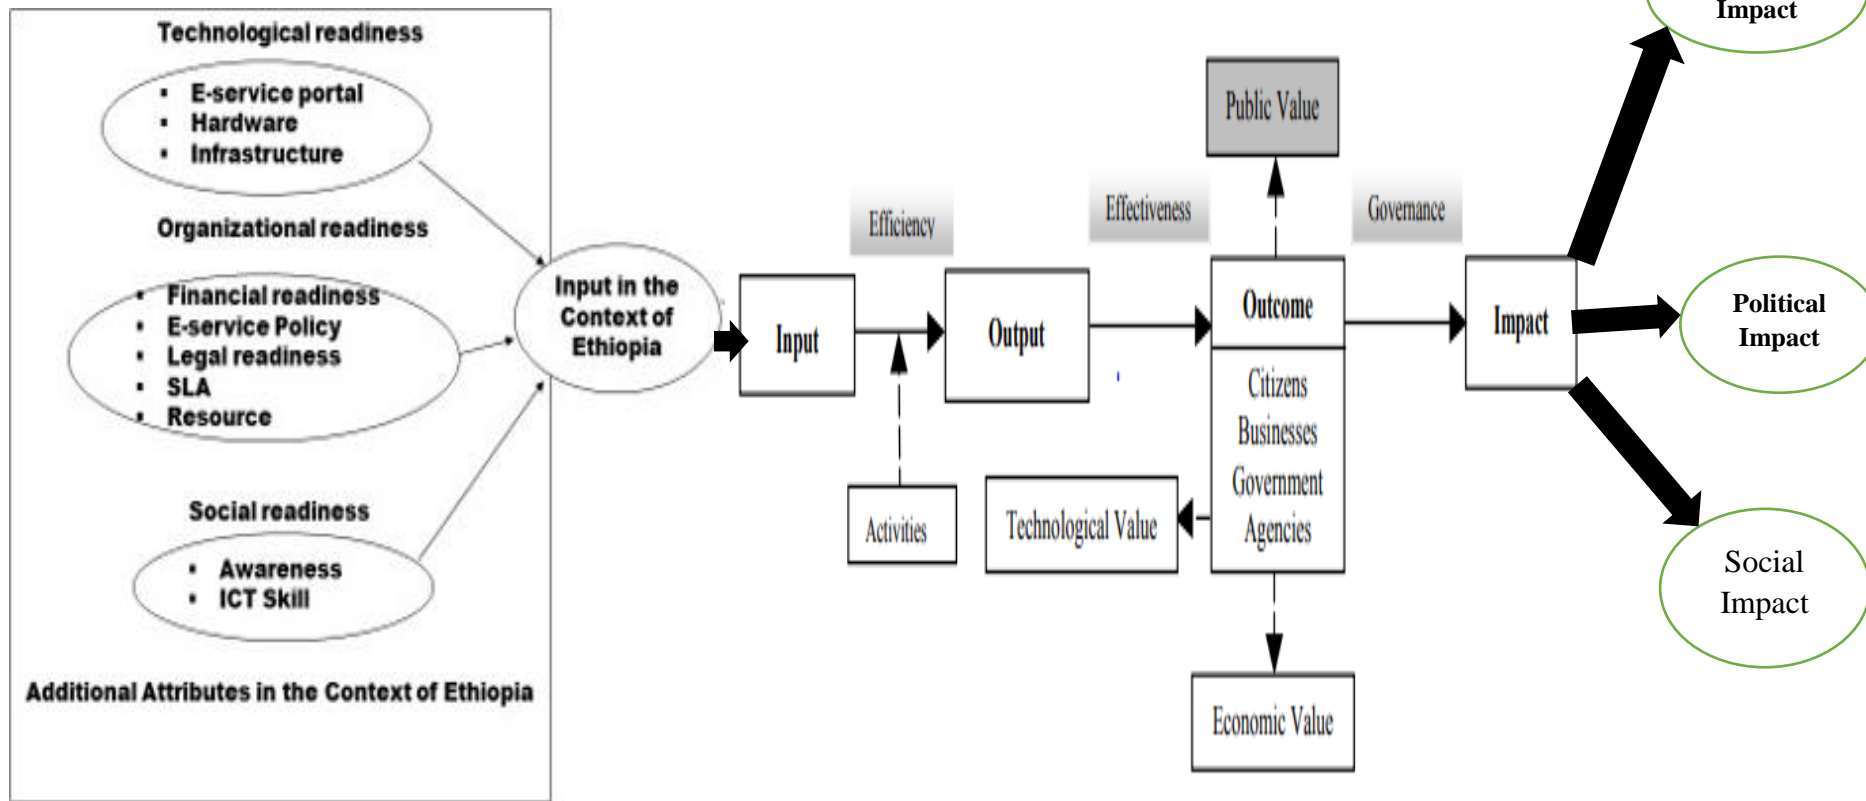 Technological readiness
▪ E-service portal
▪ Hardware
▪ Infrastructure
Organizational readiness
▪ Financial readiness
▪ E-service Policy
▪ Legal readiness
▪ SLA
▪ Resource
Social readiness
▪ Awareness
▪ ICT Skill
Additional Attributes in the Context of Ethiopia
Input in the
Context of
Ethiopia
Input
Efficiency
Activities
Output
Effectiveness
Public Value
Outcome
Citizens
Businesses
Government
Agencies
Technological Value
Economic Value
Governance
Impact
Impact
Political
Impact
Social
Impact